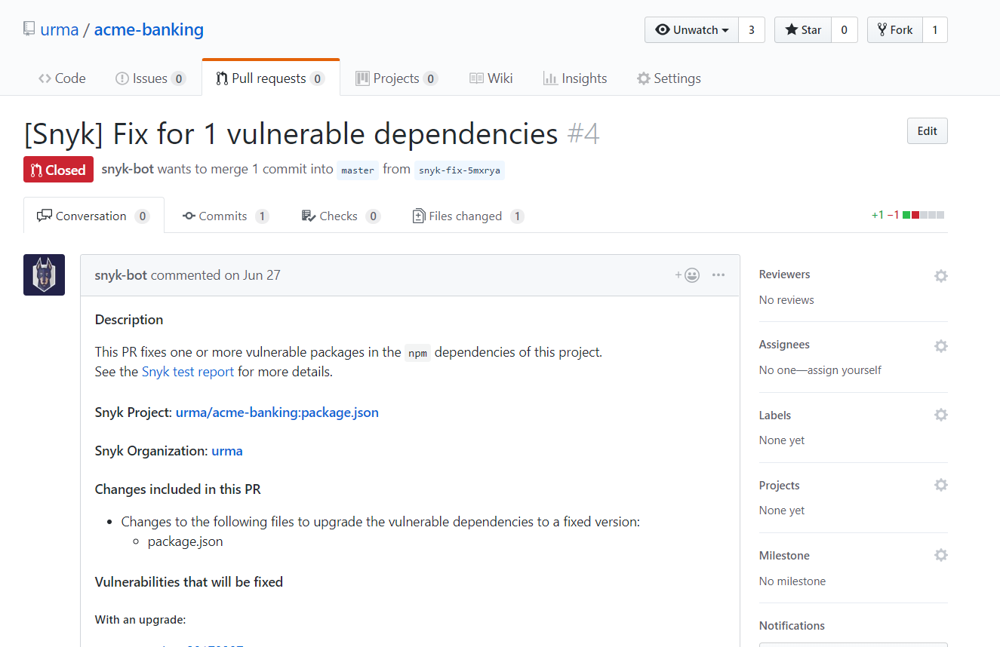 urma / acme-banking
Unwatch 3 Star 0 Fork 1
Code Issues 0 Pull requests 0 Projects 0 Wiki Insights Settings
[Snyk] Fix for 1 vulnerable dependencies #4
Edit
Closed snyk-bot wants to merge 1 commit into master from snyk-fix-5mxrya
Conversation 0 Commits 1 Checks 0 Files changed 1 +1 −1
snyk-bot commented on Jun 27
Description
This PR fixes one or more vulnerable packages in the npm dependencies of this project.
See the Snyk test report for more details.
Snyk Project: urma/acme-banking:package.json
Snyk Organization: urma
Changes included in this PR
Changes to the following files to upgrade the vulnerable dependencies to a fixed version:
package.json
Vulnerabilities that will be fixed
With an upgrade:
Reviewers
No reviews
Assignees
No one—assign yourself
Labels
None yet
Projects
None yet
Milestone
No milestone
Notifications